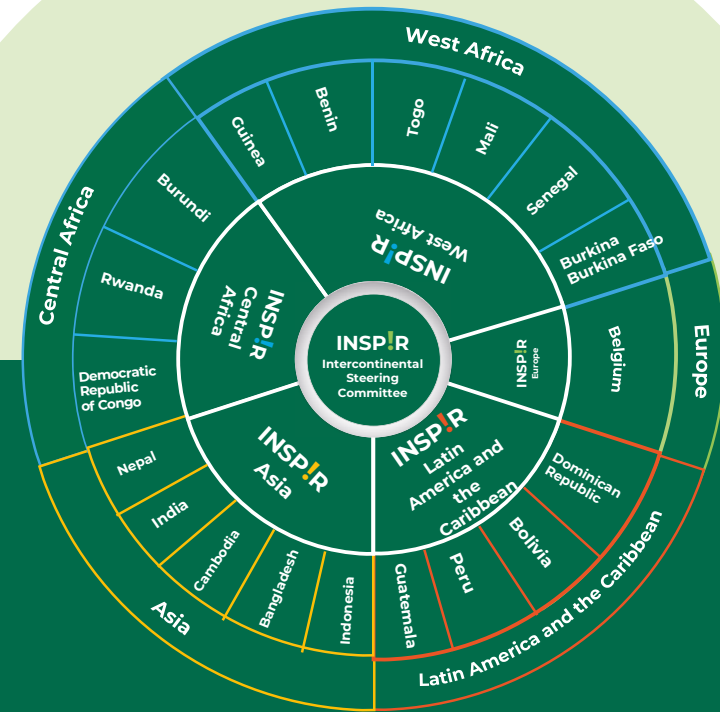 West Africa
Guinea
Benin
Togo
Mali
Senegal
Burkina
Burkina Faso
Central Africa
Burundi
Rwanda
Democratic
Republic
of Congo
INSP!R
West Africa
INSP!R
Central
Africa
INSP!R
Intercontinental
Steering
Committee
INSP!R
Europe
Belgium
Europe
INSP!R
Asia
INSP!R
Latin
America and
the
Caribbean
Nepal
India
Cambodia
Bangladesh
Indonesia
Asia
Guatemala
Peru
Bolivia
Dominican
Republic
Latin America and the Caribbean